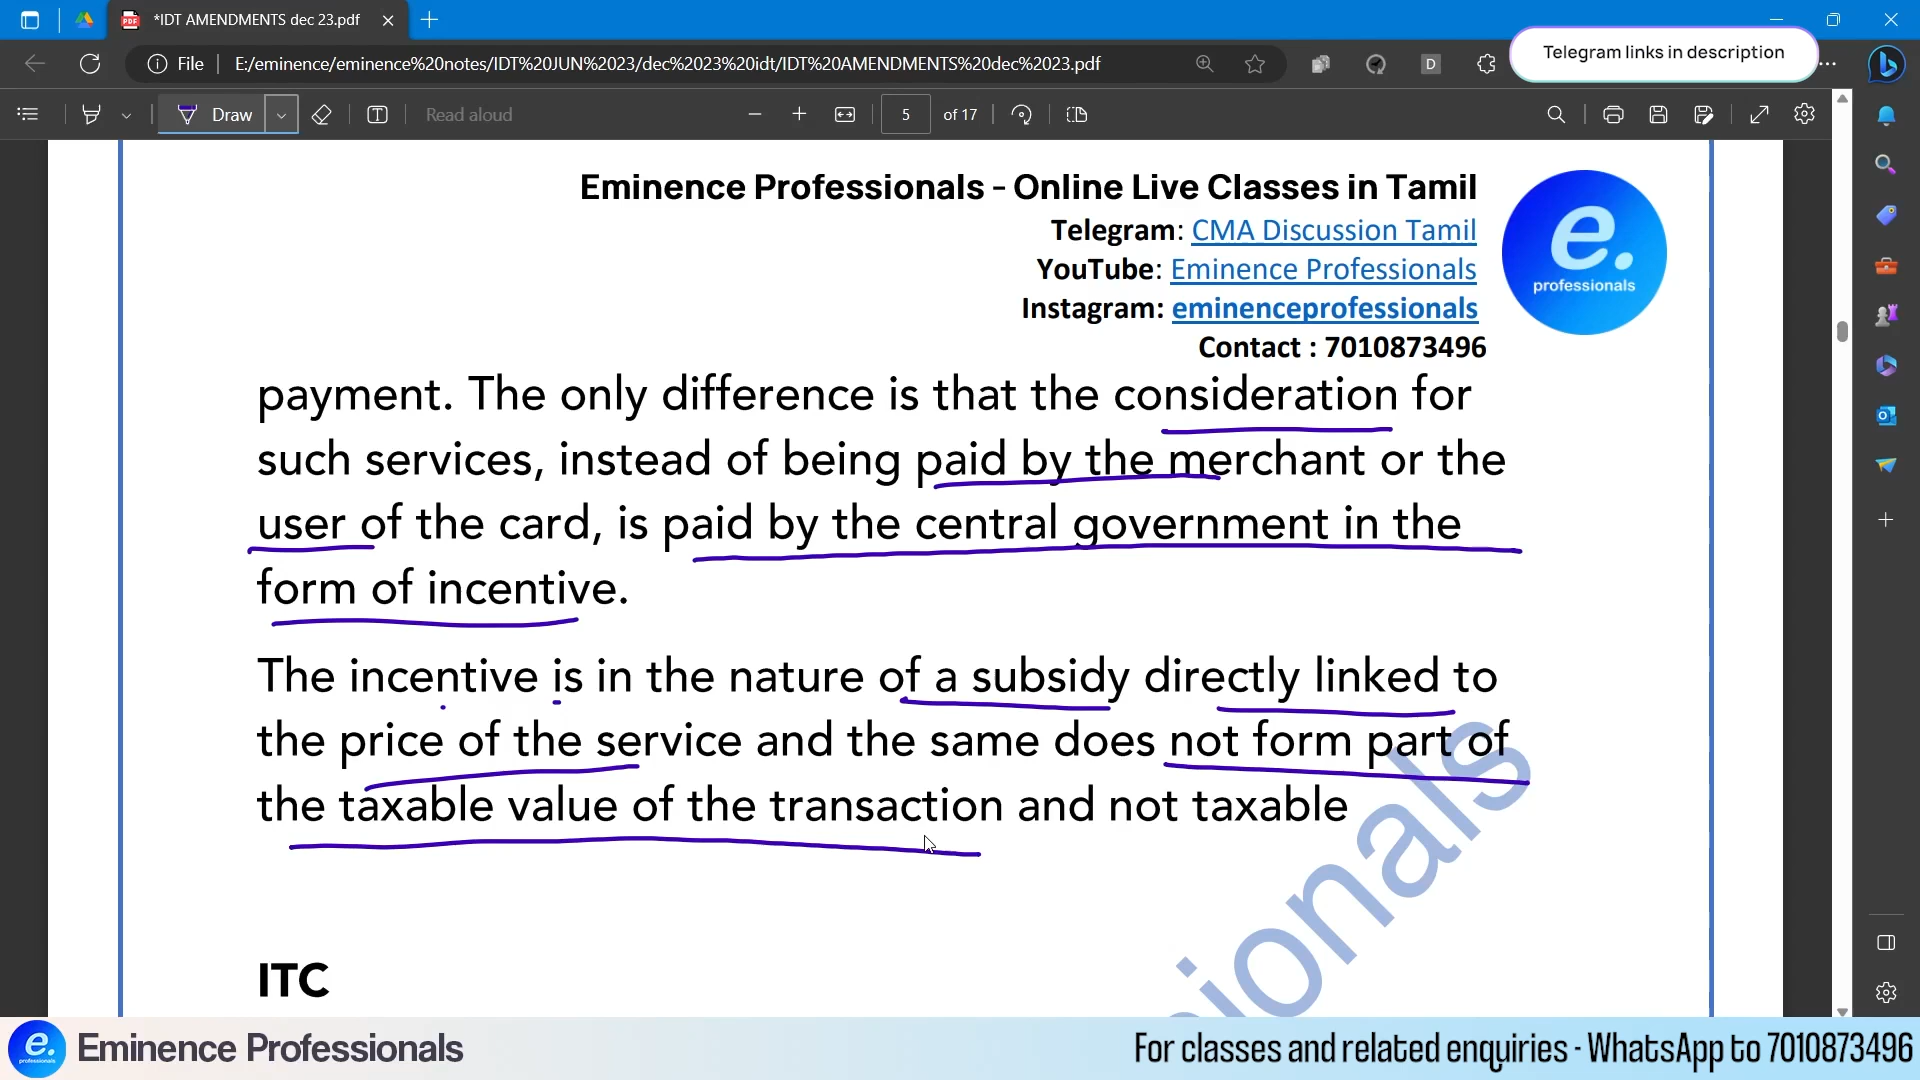 *IDT AMENDMENTS dec 23.pdf
File
E:/eminence/eminence%20notes/IDT%20JUN%2023/dec%2023%20idt/IDT%20AMENDMENTS%20dec%2023.pdf
Telegram links in description
Draw
Read aloud
5 of 17
Eminence Professionals - Online Live Classes in Tamil
Telegram: CMA Discussion Tamil
YouTube: Eminence Professionals
Instagram: eminenceprofessionals
Contact : 7010873496
e.
professionals
payment. The only difference is that the consideration for
such services, instead of being paid by the merchant or the
user of the card, is paid by the central government in the
form of incentive.
The incentive is in the nature of a subsidy directly linked to
the price of the service and the same does not form part of
the taxable value of the transaction and not taxable
ITC
e.
professionals
Eminence Professionals
For classes and related enquiries - WhatsApp to 7010873496